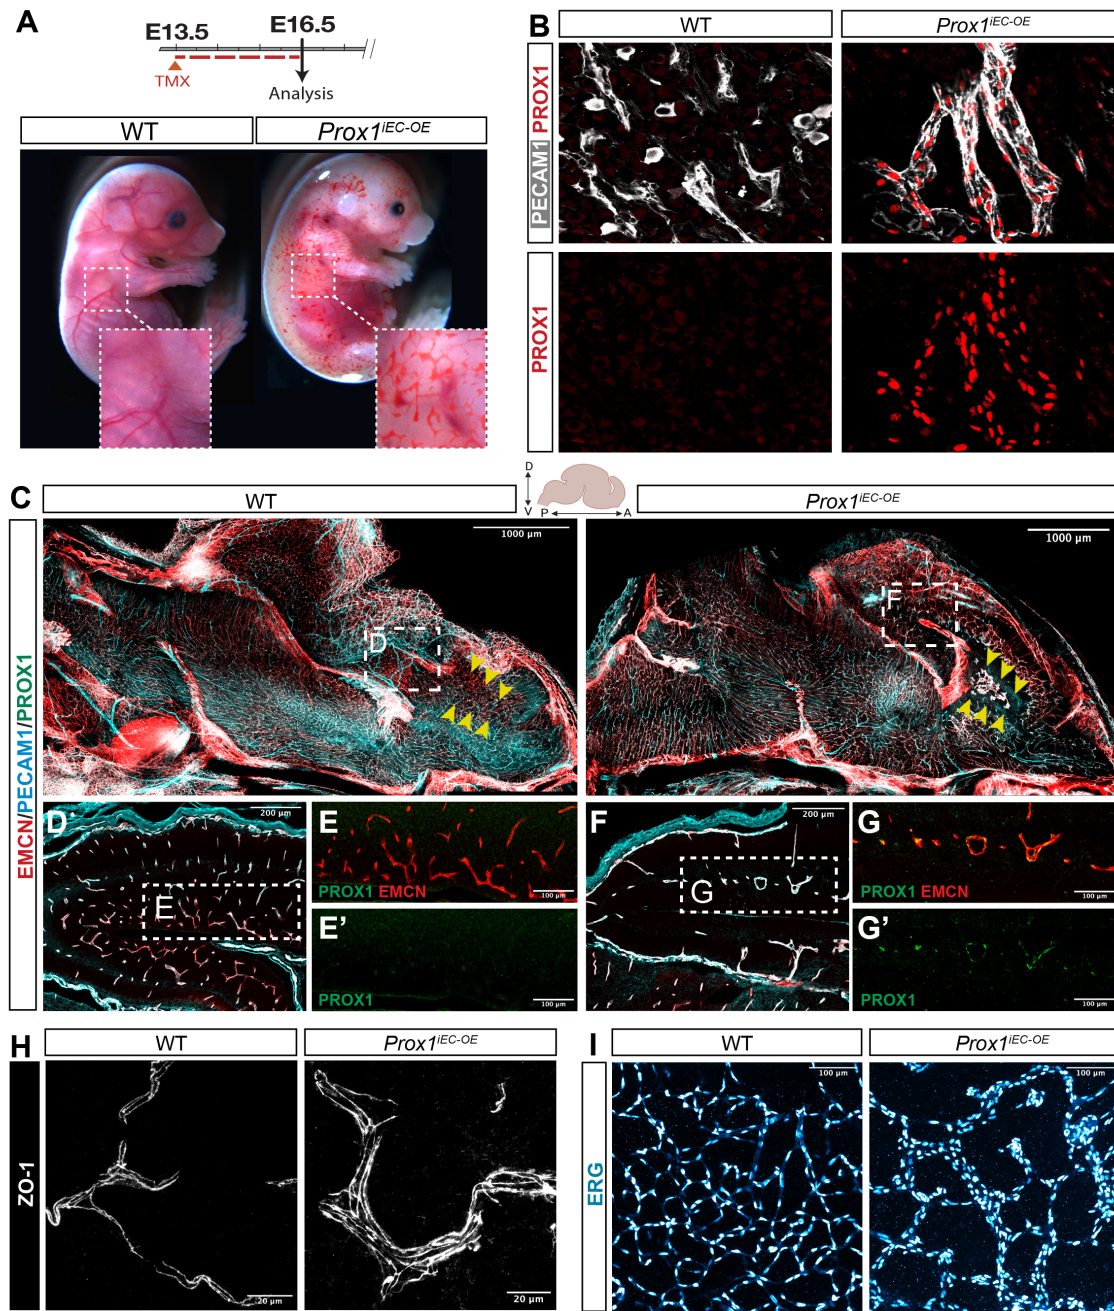 A
E13.5
E16.5
TMX
Analysis
WT
Prox1iEC-OE
B
WT
Prox1iEC-OE
PECAM1 PROX1
PROX1
D
V
P
A
C
WT
Prox1iEC-OE
EMCN/PECAM1/PROX1
1000 µm
D
1000 µm
F
D'
200 µm
E
E
PROX1 EMCN
100 µm
E'
PROX1
100 µm
F
200 µm
G
G
PROX1 EMCN
100 µm
G'
PROX1
100 µm
H
WT
Prox1iEC-OE
ZO-1
20 µm
20 µm
I
WT
Prox1iEC-OE
ERG
100 µm
100 µm